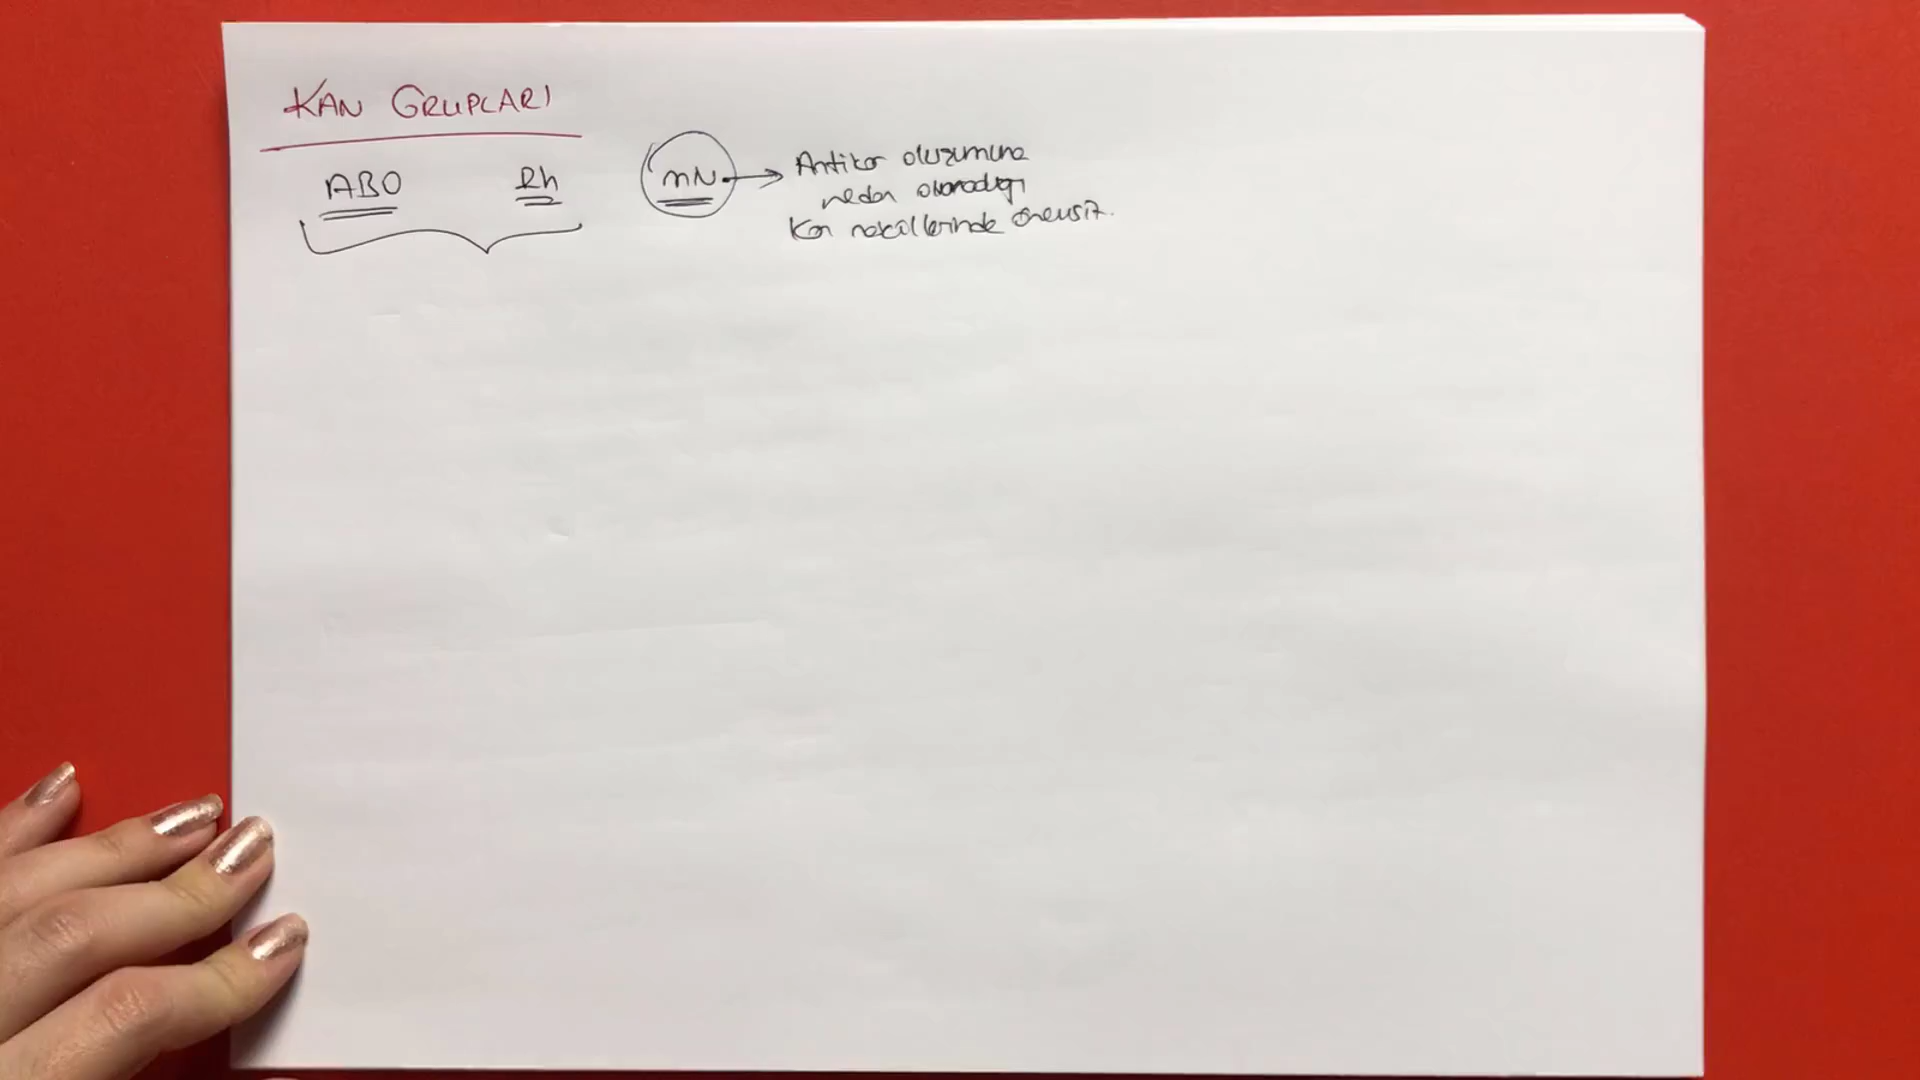 KAN GRUPLARI
ABO Rh MN → Antikor oluşumuna
neden olmadığı
Kan nakillerinde önemsiz.